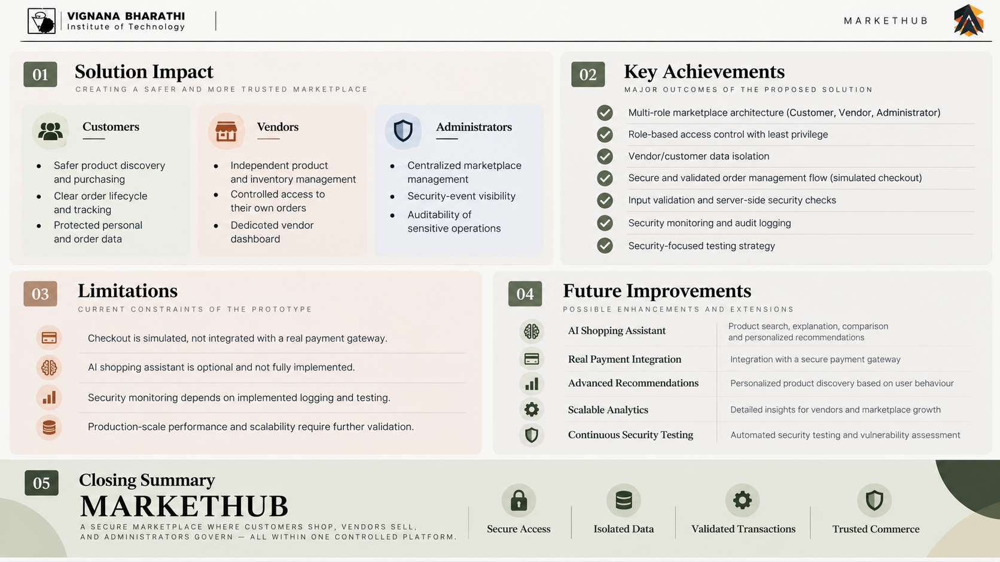 VIGNANA BHARATHI
Institute of Technology
MARKETHUB
01
Solution Impact
CREATING A SAFER AND MORE TRUSTED MARKETPLACE
Customers
• Safer product discovery
and purchasing
• Clear order lifecycle
and tracking
• Protected personal
and order data
Vendors
• Independent product
and inventory management
• Controlled access to
their own orders
• Dedicated vendor
dashboard
Administrators
• Centralized marketplace
management
• Security-event visibility
• Auditability of
sensitive operations
02
Key Achievements
MAJOR OUTCOMES OF THE PROPOSED SOLUTION
Multi-role marketplace architecture (Customer, Vendor, Administrator)
Role-based access control with least privilege
Vendor/customer data isolation
Secure and validated order management flow (simulated checkout)
Input validation and server-side security checks
Security monitoring and audit logging
Security-focused testing strategy
03
Limitations
CURRENT CONSTRAINTS OF THE PROTOTYPE
Checkout is simulated, not integrated with a real payment gateway.
AI shopping assistant is optional and not fully implemented.
Security monitoring depends on implemented logging and testing.
Production-scale performance and scalability require further validation.
04
Future Improvements
POSSIBLE ENHANCEMENTS AND EXTENSIONS
AI Shopping Assistant
Product search, explanation, comparison
and personalized recommendations
Real Payment Integration
Integration with a secure payment gateway
Advanced Recommendations
Personalized product discovery based on user behaviour
Scalable Analytics
Detailed insights for vendors and marketplace growth
Continuous Security Testing
Automated security testing and vulnerability assessment
05
Closing Summary
MARKETHUB
A SECURE MARKETPLACE WHERE CUSTOMERS SHOP, VENDORS SELL,
AND ADMINISTRATORS GOVERN — ALL WITHIN ONE CONTROLLED PLATFORM.
Secure Access
Isolated Data
Validated Transactions
Trusted Commerce